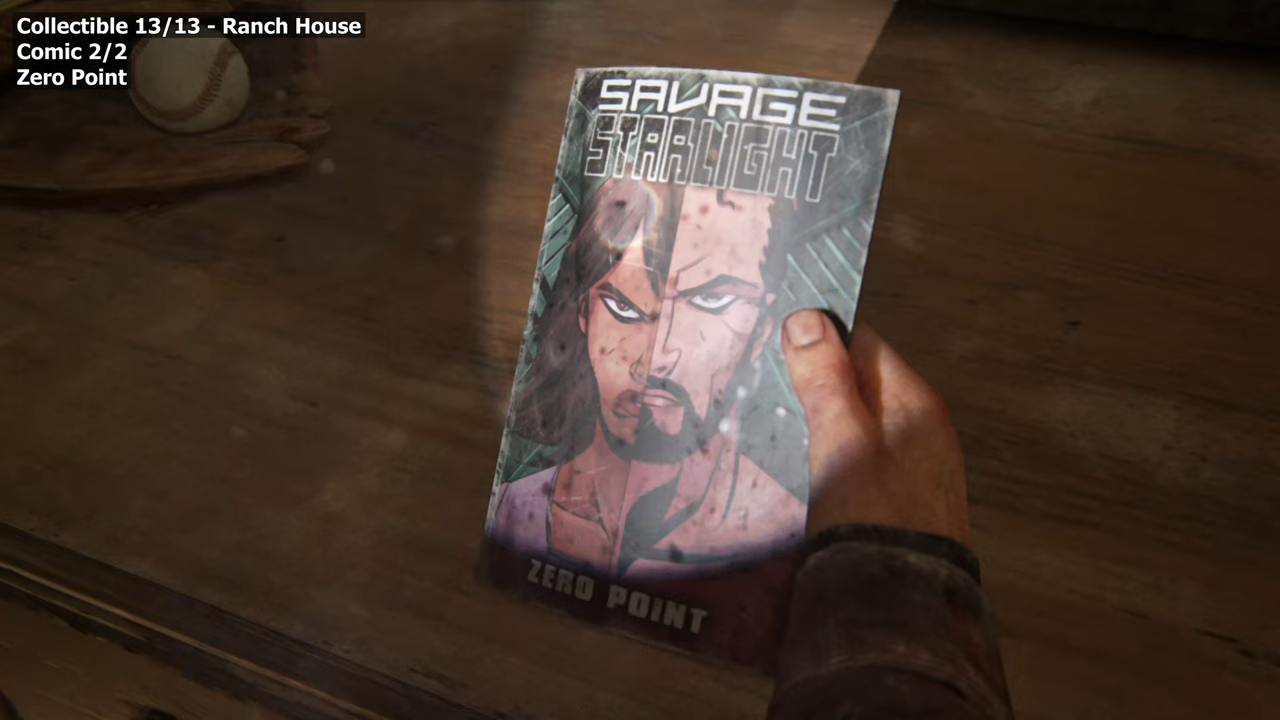 Collectible 13/13 - Ranch House
Comic 2/2
Zero Point
SAVAGE
STARLIGHT
ZERO POINT